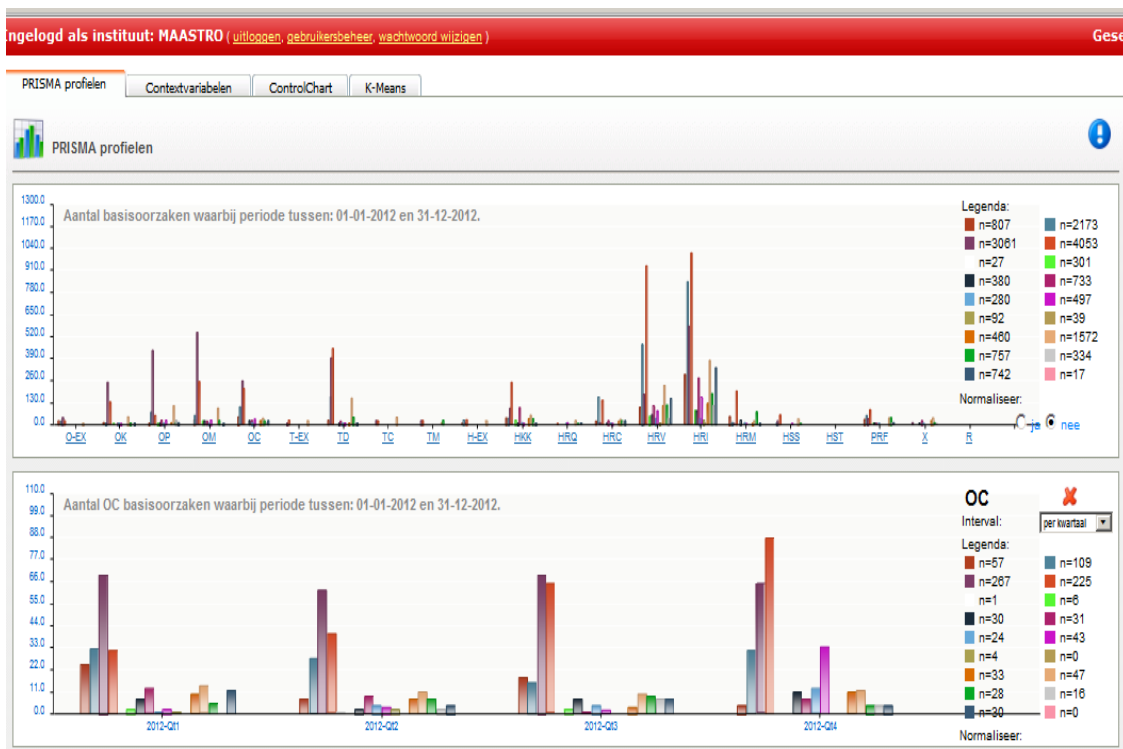 Ingelogd als instituut: MAASTRO ( uitloggen, gebruikersbeheer, wachtwoord wijzigen ) Gese
PRISMA profielen Contextvariabelen ControlChart K-Means
PRISMA profielen
Aantal basisoorzaken waarbij periode tussen: 01-01-2012 en 31-12-2012.
1300.0
1170.0
1040.0
910.0
780.0
650.0
520.0
390.0
260.0
130.0
0.0
O-EX OK OP OM OC T-EX TD TC TM H-EX HKK HRQ HRC HRV HRI HRM HSS HST PRF X R
Legenda:
n=807 n=2173
n=3061 n=4053
n=27 n=301
n=380 n=733
n=280 n=497
n=92 n=39
n=460 n=1572
n=757 n=334
n=742 n=17
Normaliseer:
ja nee
Aantal OC basisoorzaken waarbij periode tussen: 01-01-2012 en 31-12-2012.
110.0
99.0
88.0
77.0
66.0
55.0
44.0
33.0
22.0
11.0
0.0
2012-Qt1 2012-Qt2 2012-Qt3 2012-Qt4
OC
Interval: per kwartaal
Legenda:
n=57 n=109
n=267 n=225
n=1 n=6
n=30 n=31
n=24 n=43
n=4 n=0
n=33 n=47
n=28 n=16
n=30 n=0
Normaliseer: